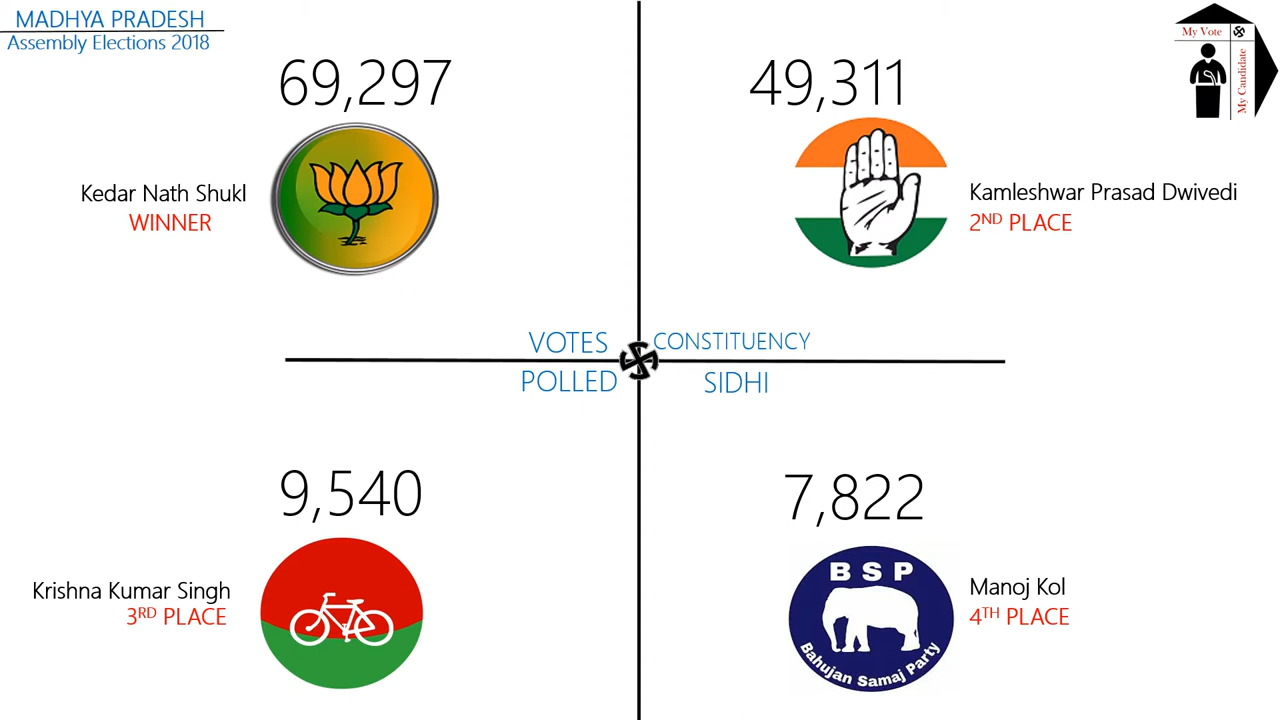 MADHYA PRADESH
Assembly Elections 2018
My Vote
My Candidate
69,297
Kedar Nath Shukl
WINNER
49,311
Kamleshwar Prasad Dwivedi
2ND PLACE
VOTES
POLLED
CONSTITUENCY
SIDHI
9,540
Krishna Kumar Singh
3RD PLACE
7,822
BSP
Bahujan Samaj Party
Manoj Kol
4TH PLACE